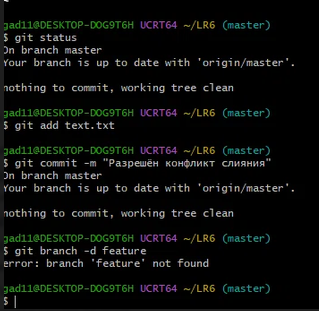 gad11@DESKTOP-DOG9T6H UCRT64 ~/LR6 (master)
$ git status
On branch master
Your branch is up to date with 'origin/master'.
nothing to commit, working tree clean
gad11@DESKTOP-DOG9T6H UCRT64 ~/LR6 (master)
$ git add text.txt
gad11@DESKTOP-DOG9T6H UCRT64 ~/LR6 (master)
$ git commit -m "Разрешён конфликт слияния"
On branch master
Your branch is up to date with 'origin/master'.
nothing to commit, working tree clean
gad11@DESKTOP-DOG9T6H UCRT64 ~/LR6 (master)
$ git branch -d feature
error: branch 'feature' not found
gad11@DESKTOP-DOG9T6H UCRT64 ~/LR6 (master)
$